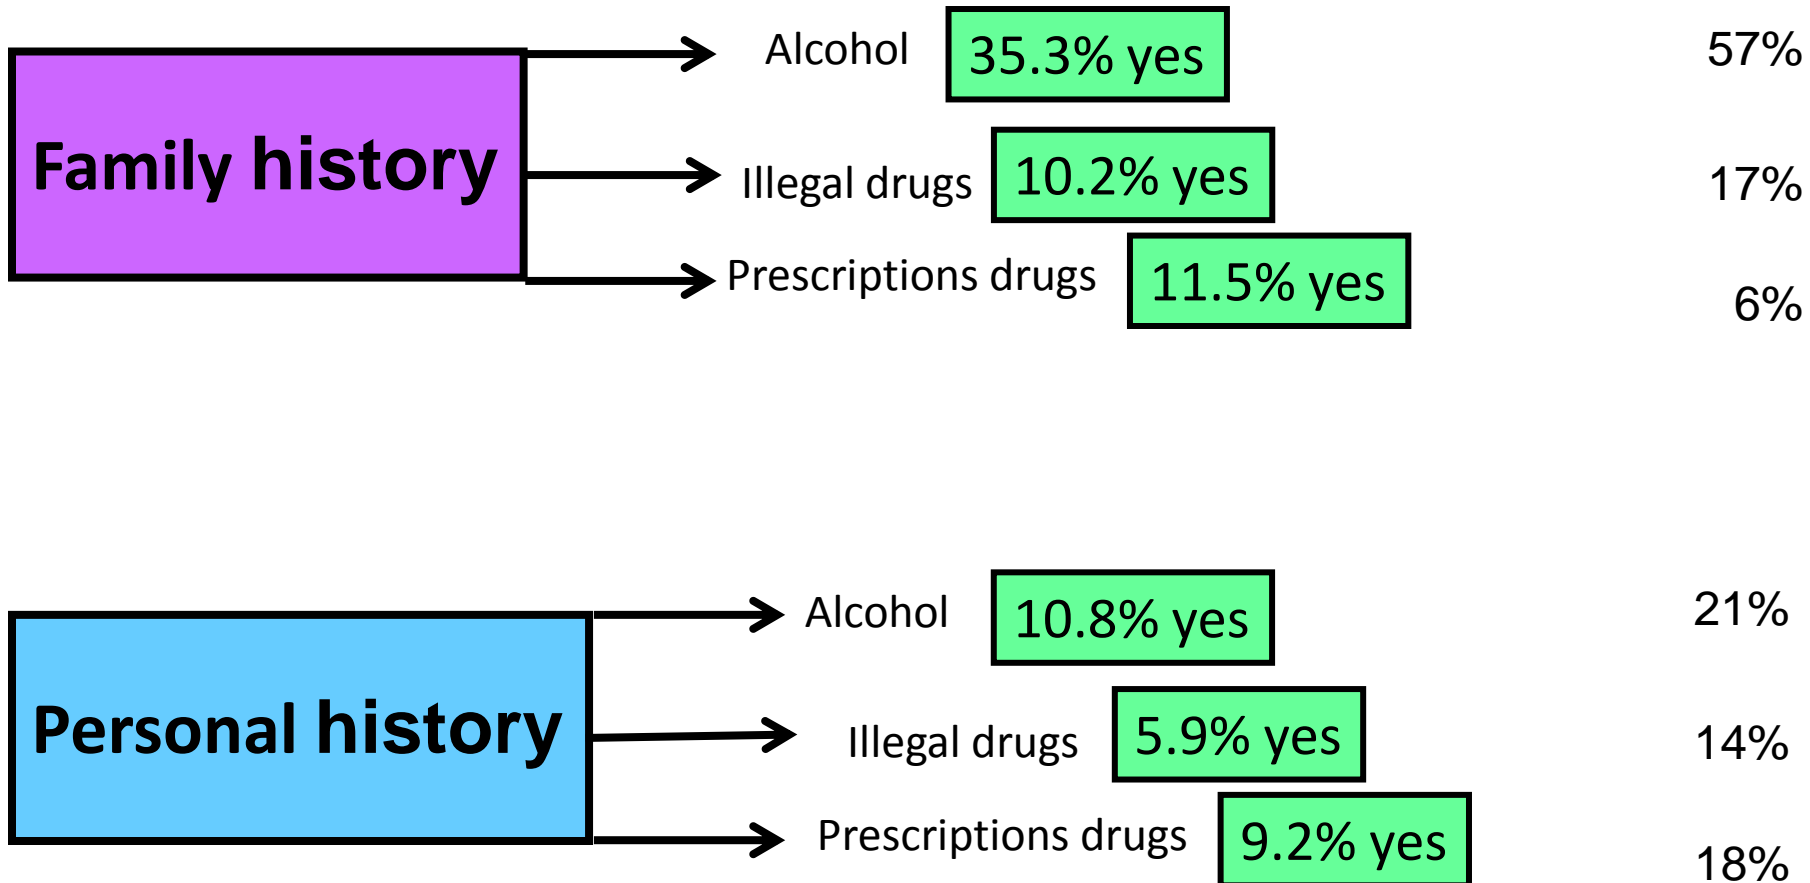 Family history
Alcohol 35.3% yes 57%
Illegal drugs 10.2% yes 17%
Prescriptions drugs 11.5% yes 6%
Personal history
Alcohol 10.8% yes 21%
Illegal drugs 5.9% yes 14%
Prescriptions drugs 9.2% yes 18%